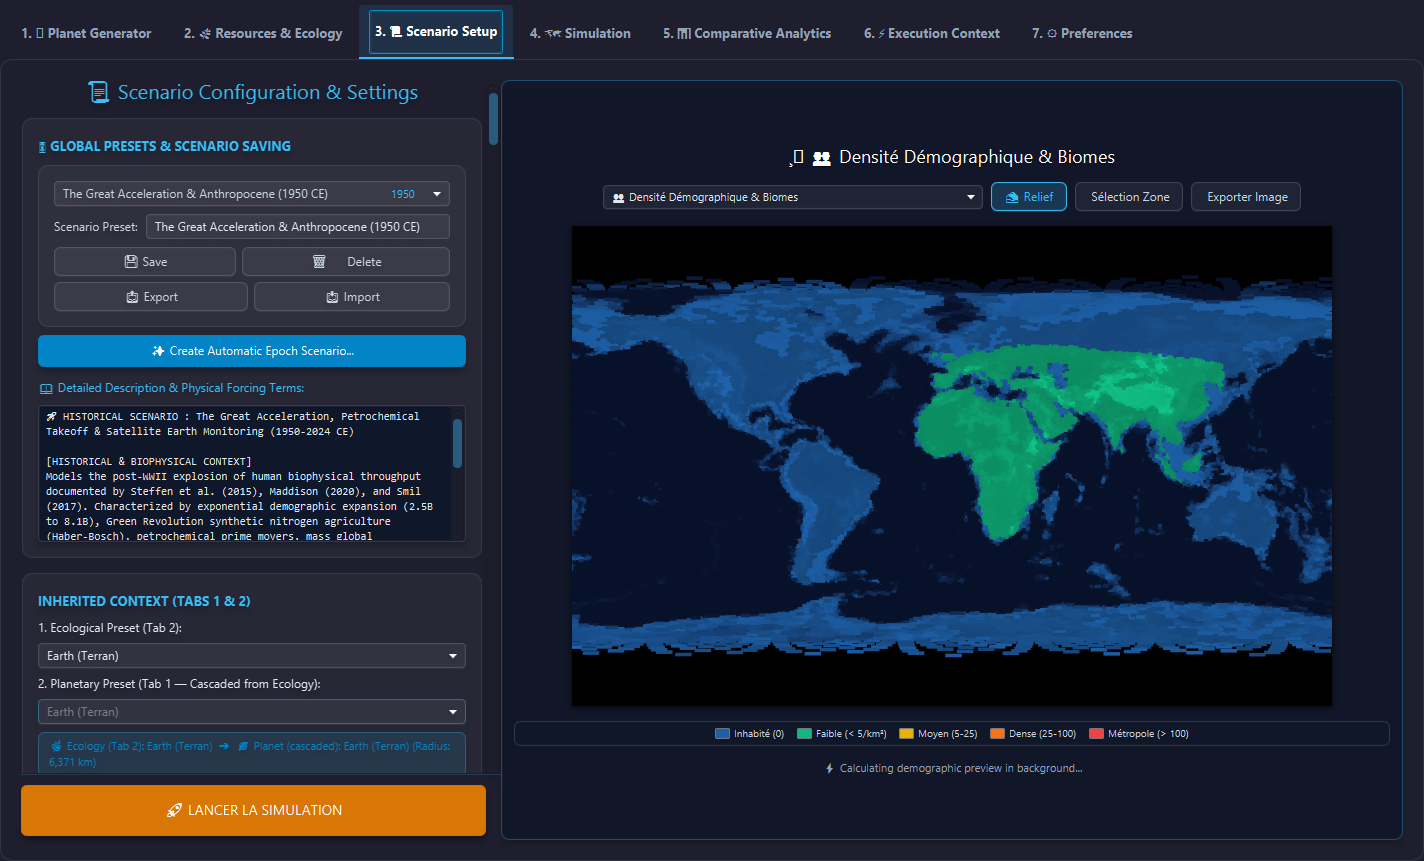 1. Planet Generator
2. Resources & Ecology
3. Scenario Setup
4. Simulation
5. Comparative Analytics
6. Execution Context
7. Preferences
Scenario Configuration & Settings
GLOBAL PRESETS & SCENARIO SAVING
The Great Acceleration & Anthropocene (1950 CE) 1950
Scenario Preset: The Great Acceleration & Anthropocene (1950 CE)
Save Delete
Export Import
Create Automatic Epoch Scenario...
Detailed Description & Physical Forcing Terms:
HISTORICAL SCENARIO : The Great Acceleration, Petrochemical
Takeoff & Satellite Earth Monitoring (1950-2024 CE)
[HISTORICAL & BIOPHYSICAL CONTEXT]
Models the post-WWII explosion of human biophysical throughput
documented by Steffen et al. (2015), Maddison (2020), and Smil
(2017). Characterized by exponential demographic expansion (2.5B
to 8.1B), Green Revolution synthetic nitrogen agriculture
(Haber-Bosch), petrochemical prime movers, mass global
INHERITED CONTEXT (TABS 1 & 2)
1. Ecological Preset (Tab 2):
Earth (Terran)
2. Planetary Preset (Tab 1 — Cascaded from Ecology):
Earth (Terran)
Ecology (Tab 2): Earth (Terran) ➔ Planet (cascaded): Earth (Terran) (Radius:
6,371 km)
LANCER LA SIMULATION
Densité Démographique & Biomes
Densité Démographique & Biomes
Relief
Sélection Zone
Exporter Image
Inhabité (0)
Faible (< 5/km²)
Moyen (5-25)
Dense (25-100)
Métropole (> 100)
Calculating demographic preview in background...